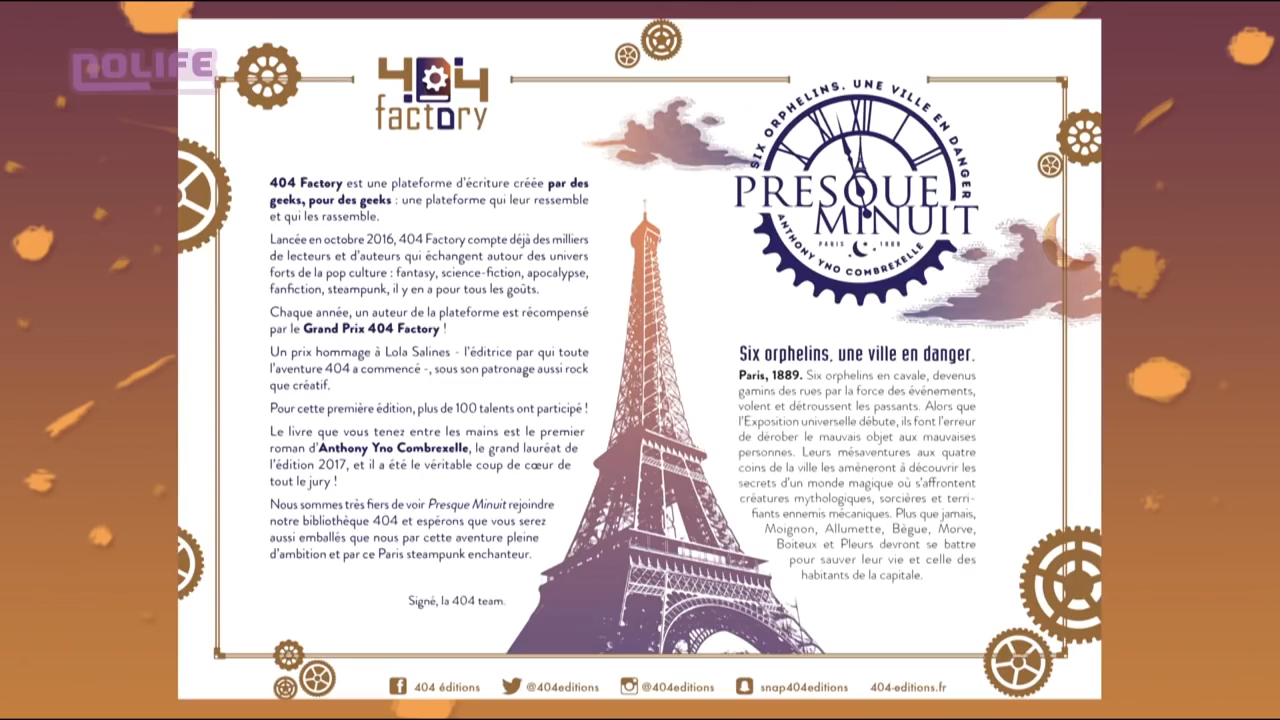 NOLIFE
404
factory
404 Factory est une plateforme d'écriture créée par des
geeks, pour des geeks : une plateforme qui leur ressemble
et qui les rassemble.
Lancée en octobre 2016, 404 Factory compte déjà des milliers
de lecteurs et d'auteurs qui échangent autour des univers
forts de la pop culture : fantasy, science-fiction, apocalypse,
fanfiction, steampunk, il y en a pour tous les goûts.
Chaque année, un auteur de la plateforme est récompensé
par le Grand Prix 404 Factory !
Un prix hommage à Lola Salines - l'éditrice par qui toute
l'aventure 404 a commencé -, sous son patronage aussi rock
que créatif.
Pour cette première édition, plus de 100 talents ont participé !
Le livre que vous tenez entre les mains est le premier
roman d'Anthony Yno Combrexelle, le grand lauréat de
l'édition 2017, et il a été le véritable coup de cœur de
tout le jury !
Nous sommes très fiers de voir Presque Minuit rejoindre
notre bibliothèque 404 et espérons que vous serez
aussi emballés que nous par cette aventure pleine
d'ambition et par ce Paris steampunk enchanteur.
Signé, la 404 team.
SIX ORPHELINS, UNE VILLE EN DANGER
PRESQUE
MINUIT
PARIS 1889
ANTHONY YNO COMBREXELLE
Six orphelins, une ville en danger.
Paris, 1889. Six orphelins en cavale, devenus
gamins des rues par la force des événements,
volent et détroussent les passants. Alors que
l'Exposition universelle débute, ils font l'erreur
de dérober le mauvais objet aux mauvaises
personnes. Leurs mésaventures aux quatre
coins de la ville les amèneront à découvrir les
secrets d'un monde magique où s'affrontent
créatures mythologiques, sorcières et terri-
fiants ennemis mécaniques. Plus que jamais,
Moignon, Allumette, Bègue, Morve,
Boiteux et Pleurs devront se battre
pour sauver leur vie et celle des
habitants de la capitale.
404 éditions @404editions @404editions snap404editions 404-editions.fr